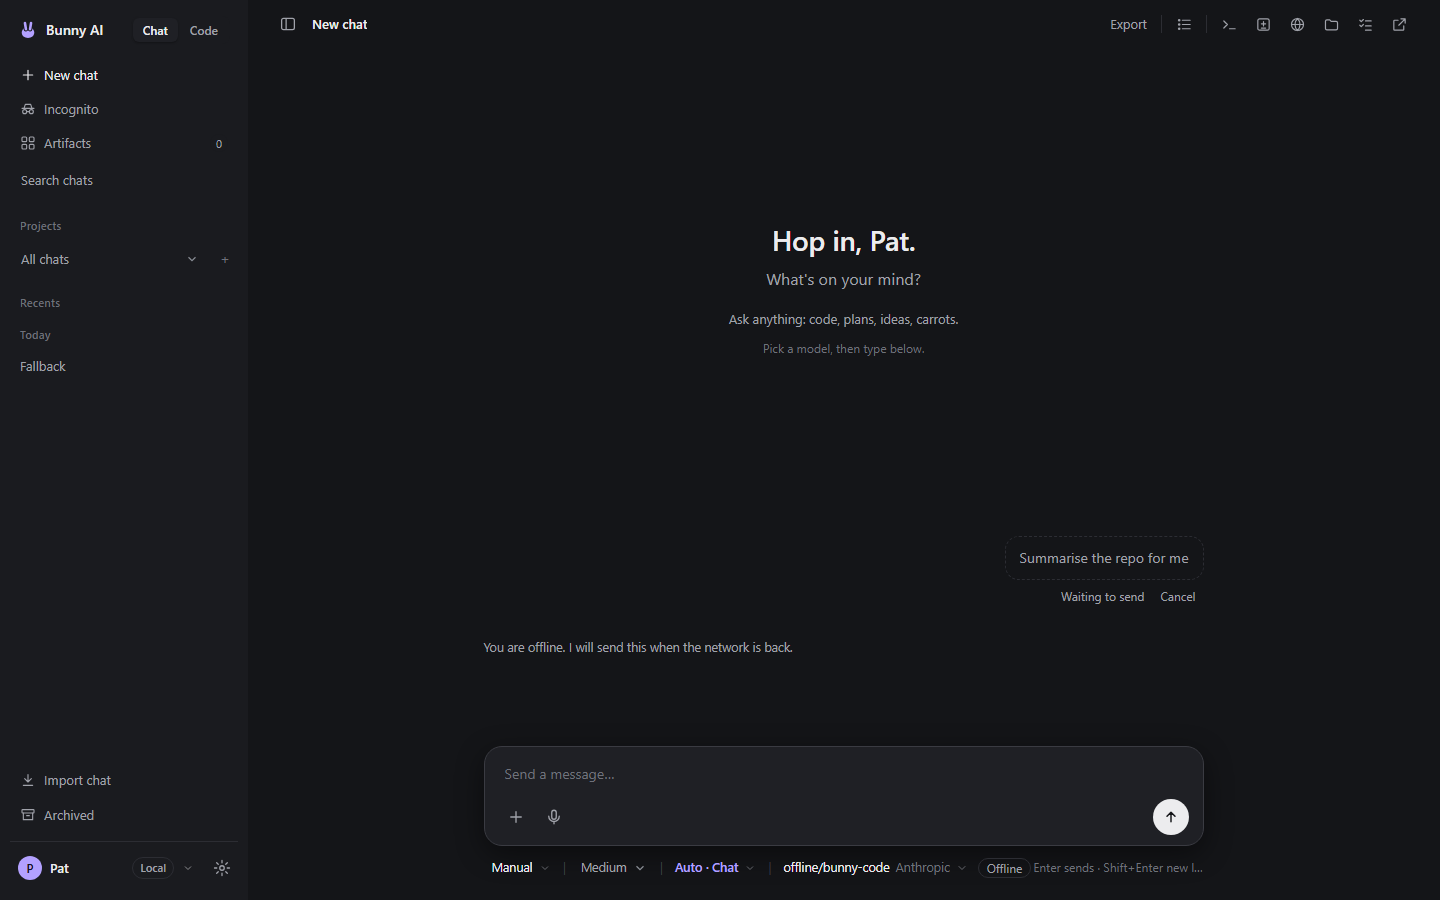 Bunny AI
Chat
Code
New chat
Incognito
Artifacts
0
Search chats
Projects
All chats
+
Recents
Today
Fallback
Import chat
Archived
P
Pat
Local
New chat
Export
Hop in, Pat.
What's on your mind?
Ask anything: code, plans, ideas, carrots.
Pick a model, then type below.
Summarise the repo for me
Waiting to send
Cancel
You are offline. I will send this when the network is back.
Send a message...
Manual
Medium
Auto · Chat
offline/bunny-code Anthropic
Offline
Enter sends · Shift+Enter new l...